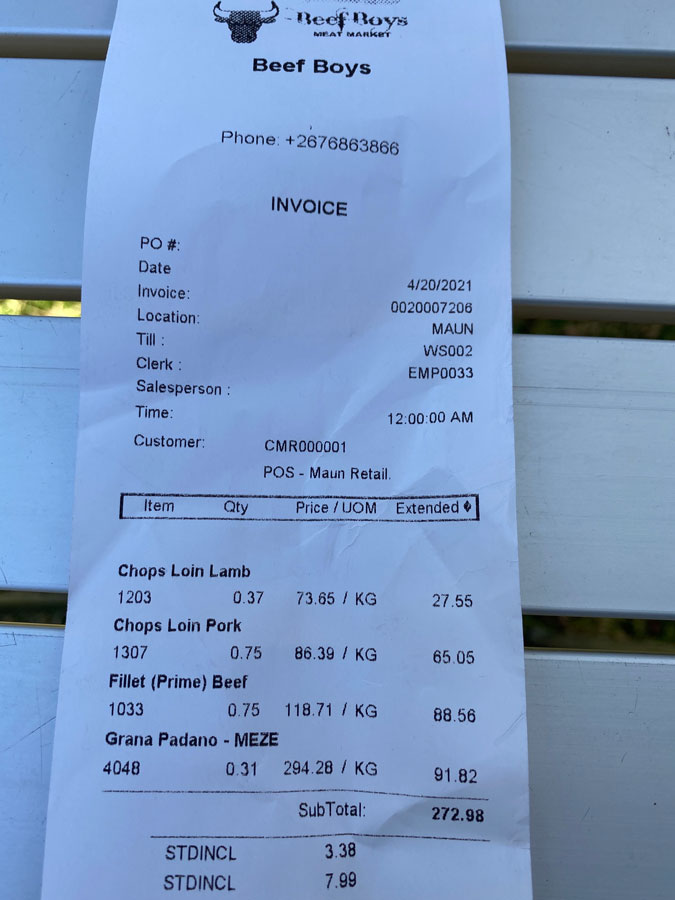 Beef Boys
MEAT MARKET
Beef Boys
Phone: +2676863866
INVOICE
PO #:
Date
4/20/2021
Invoice:
0020007206
Location:
MAUN
Till :
WS002
Clerk :
EMP0033
Salesperson :
Time:
12:00:00 AM
Customer: CMR000001
POS - Maun Retail.
Item Qty Price / UOM Extended �
Chops Loin Lamb
1203 0.37 73.65 / KG 27.55
Chops Loin Pork
1307 0.75 86.39 / KG 65.05
Fillet (Prime) Beef
1033 0.75 118.71 / KG 88.56
Grana Padano - MEZE
4048 0.31 294.28 / KG 91.82
SubTotal: 272.98
STDINCL 3.38
STDINCL 7.99